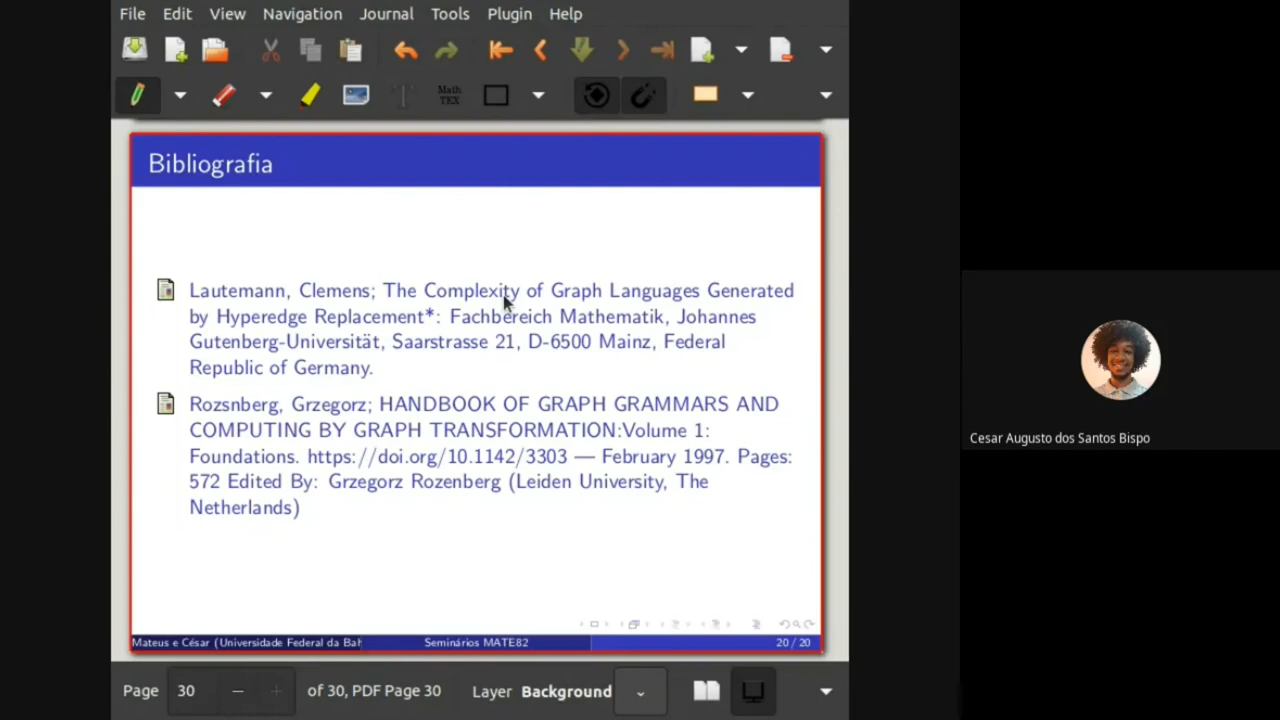 File Edit View Navigation Journal Tools Plugin Help
Math
TEX
Bibliografia
Lautemann, Clemens; The Complexity of Graph Languages Generated
by Hyperedge Replacement*: Fachbereich Mathematik, Johannes
Gutenberg-Universität, Saarstrasse 21, D-6500 Mainz, Federal
Republic of Germany.
Rozsnberg, Grzegorz; HANDBOOK OF GRAPH GRAMMARS AND
COMPUTING BY GRAPH TRANSFORMATION:Volume 1:
Foundations. https://doi.org/10.1142/3303 — February 1997. Pages:
572 Edited By: Grzegorz Rozenberg (Leiden University, The
Netherlands)
Mateus e César (Universidade Federal da Bah Seminários MATE82 20 / 20
Page 30 of 30, PDF Page 30 Layer Background
Cesar Augusto dos Santos Bispo